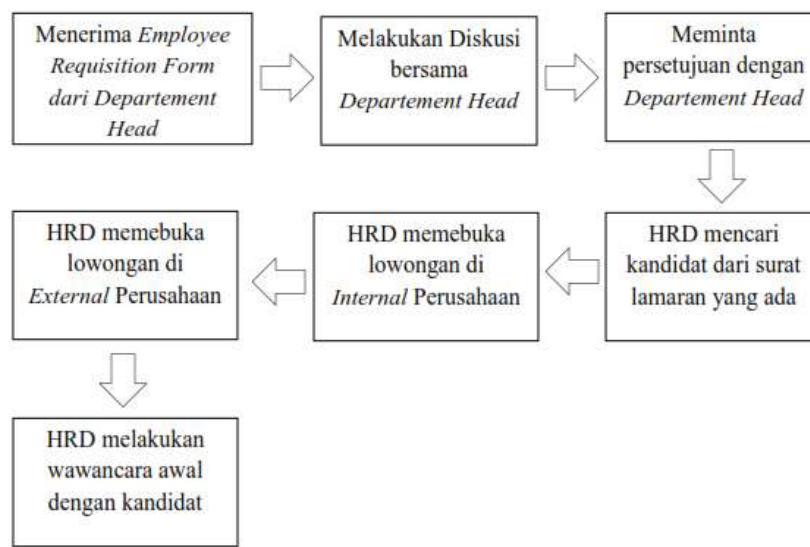 Menerima Employee
Requisition Form
dari Departement
Head
Melakukan Diskusi
bersama
Departement Head
Meminta
persetujuan dengan
Departement Head
HRD mencari
kandidat dari surat
lamaran yang ada
HRD memebuka
lowongan di
Internal Perusahaan
HRD memebuka
lowongan di
External Perusahaan
HRD melakukan
wawancara awal
dengan kandidat